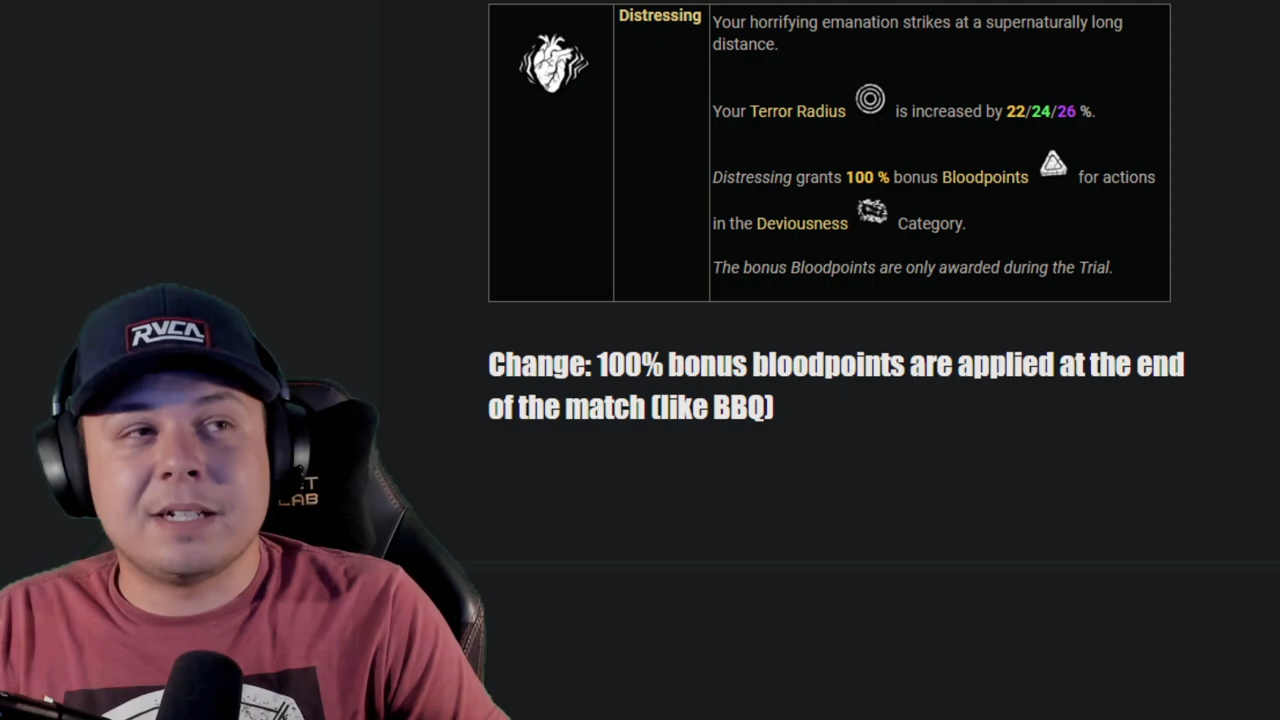 Distressing
Your horrifying emanation strikes at a supernaturally long
distance.
Your Terror Radius is increased by 22/24/26 %.
Distressing grants 100 % bonus Bloodpoints for actions
in the Deviousness Category.
The bonus Bloodpoints are only awarded during the Trial.
Change: 100% bonus bloodpoints are applied at the end
of the match (like BBQ)
RVCA
LAB